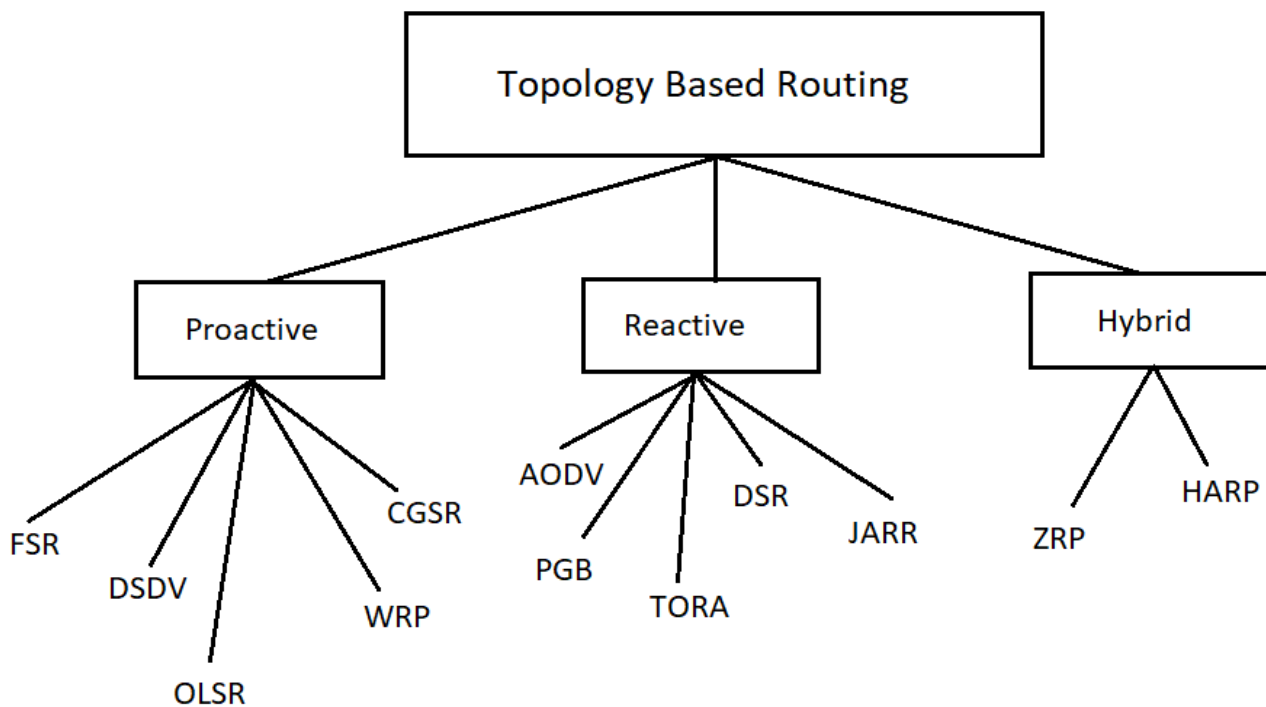 Topology Based Routing
Proactive
Reactive
Hybrid
FSR
DSDV
OLSR
WRP
CGSR
AODV
PGB
TORA
DSR
JARR
ZRP
HARP